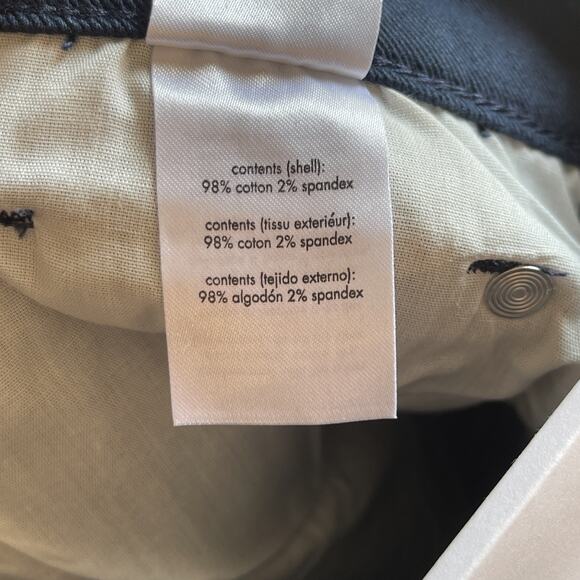 contents (shell):
98% cotton 2% spandex
contents (tissu exteriéur):
98% coton 2% spandex
contents (tejido externo):
98% algodón 2% spandex